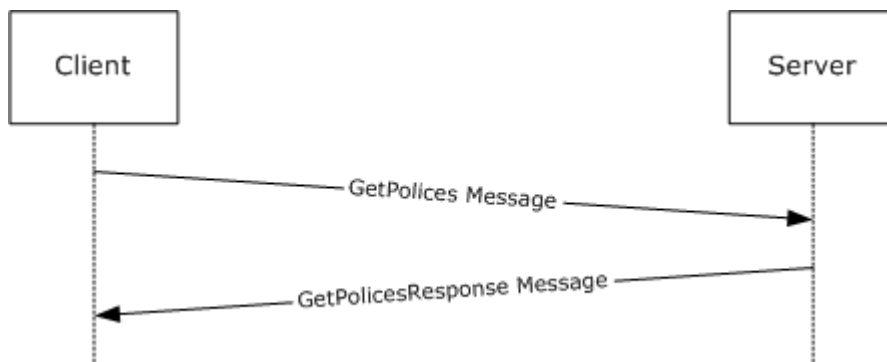 Client
Server
GetPolices Message
GetPolicesResponse Message